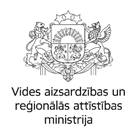 Vides aizsardzības un
reģionālās attīstības
ministrija